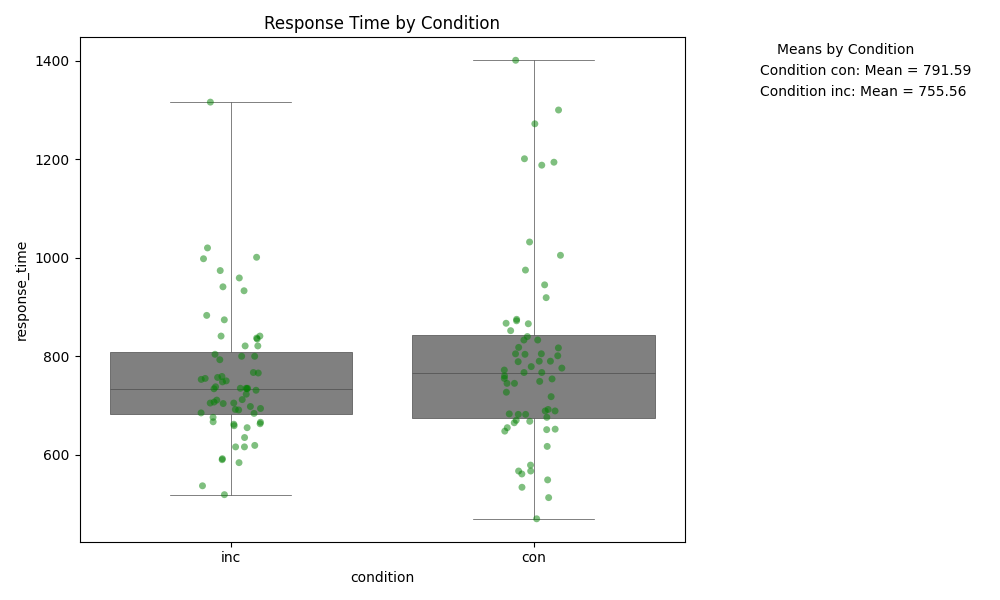 Response Time by Condition
Means by Condition
Condition con: Mean = 791.59
Condition inc: Mean = 755.56
1400
1200
1000
800
600
response_time
inc
con
condition